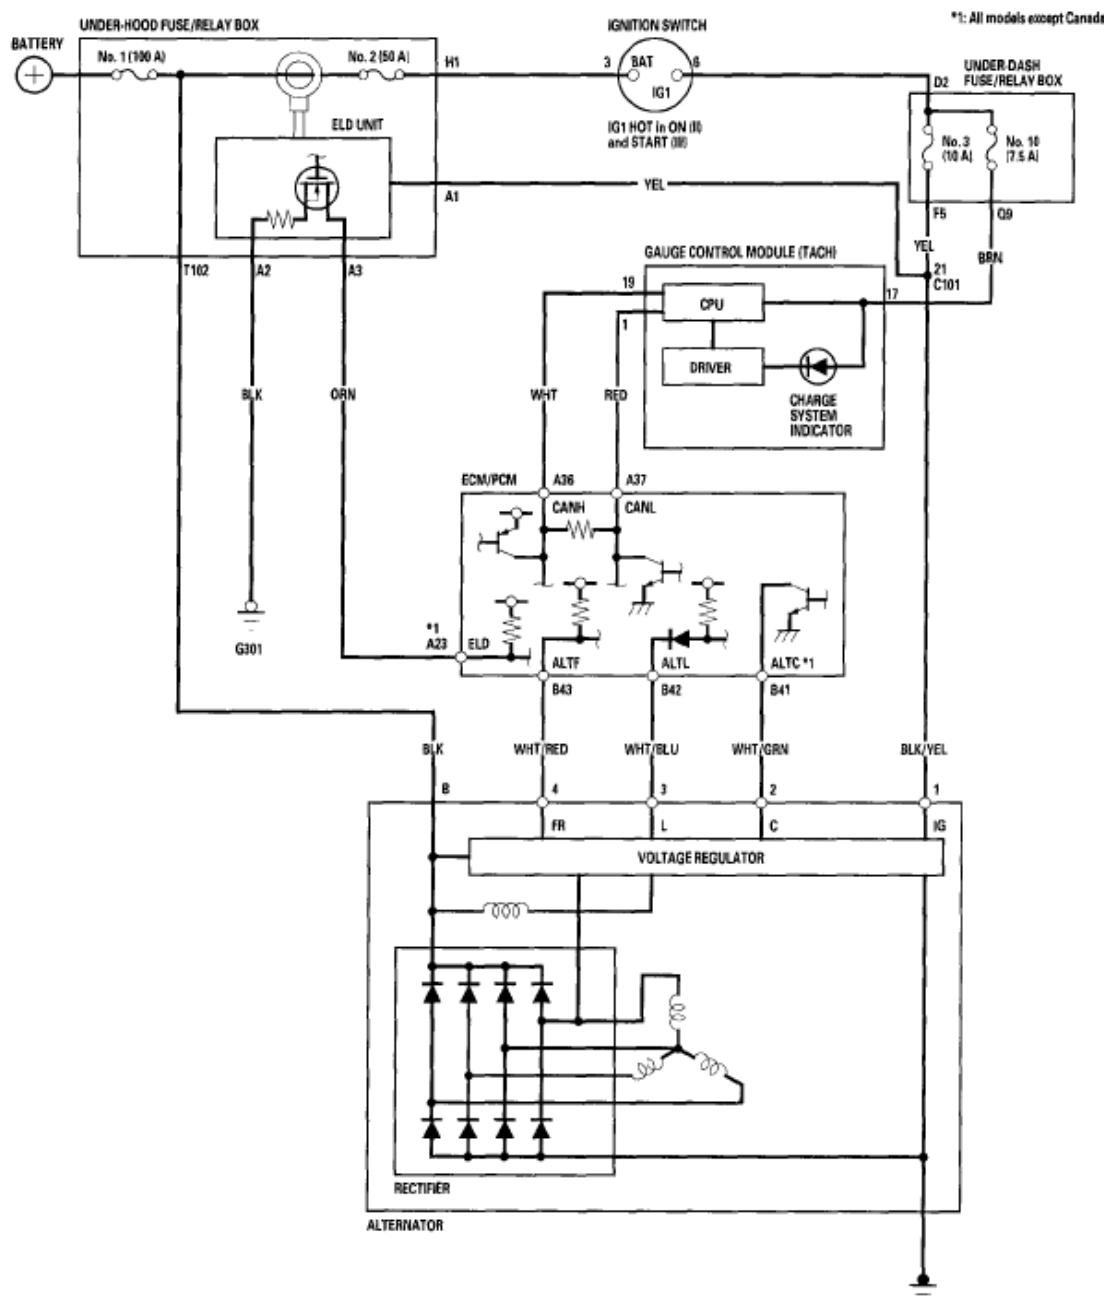 *1: All models except Canada
UNDER-HOOD FUSE/RELAY BOX
IGNITION SWITCH
BATTERY
No. 1 (100 A)
No. 2 (50 A)
H1
3
BAT
6
IG1
UNDER-DASH
FUSE/RELAY BOX
D2
IG1 HOT in ON (II)
and START (III)
ELD UNIT
No. 3
(10 A)
No. 10
(7.5 A)
A1
YEL
F5
Q9
YEL
BRN
T102
A2
A3
GAUGE CONTROL MODULE (TACH)
21
C101
19
CPU
17
1
DRIVER
BLK
ORN
WHT
RED
CHARGE
SYSTEM
INDICATOR
ECM/PCM
A36
A37
CANH
CANL
G301
*1
A23
ELD
ALTF
ALTL
ALTC *1
B43
B42
B41
BLK
WHT/RED
WHT/BLU
WHT/GRN
BLK/YEL
B
4
3
2
1
FR
L
C
IG
VOLTAGE REGULATOR
RECTIFIER
ALTERNATOR